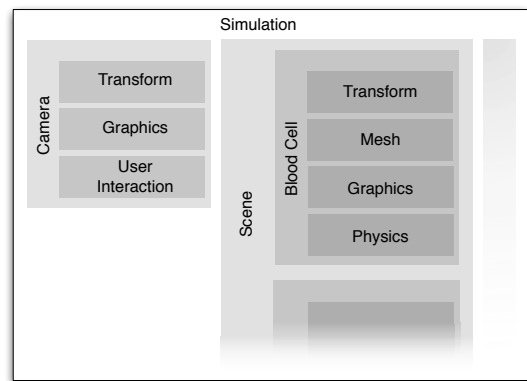 Simulation
Camera
Transform
Graphics
User
Interaction
Scene
Blood Cell
Transform
Mesh
Graphics
Physics